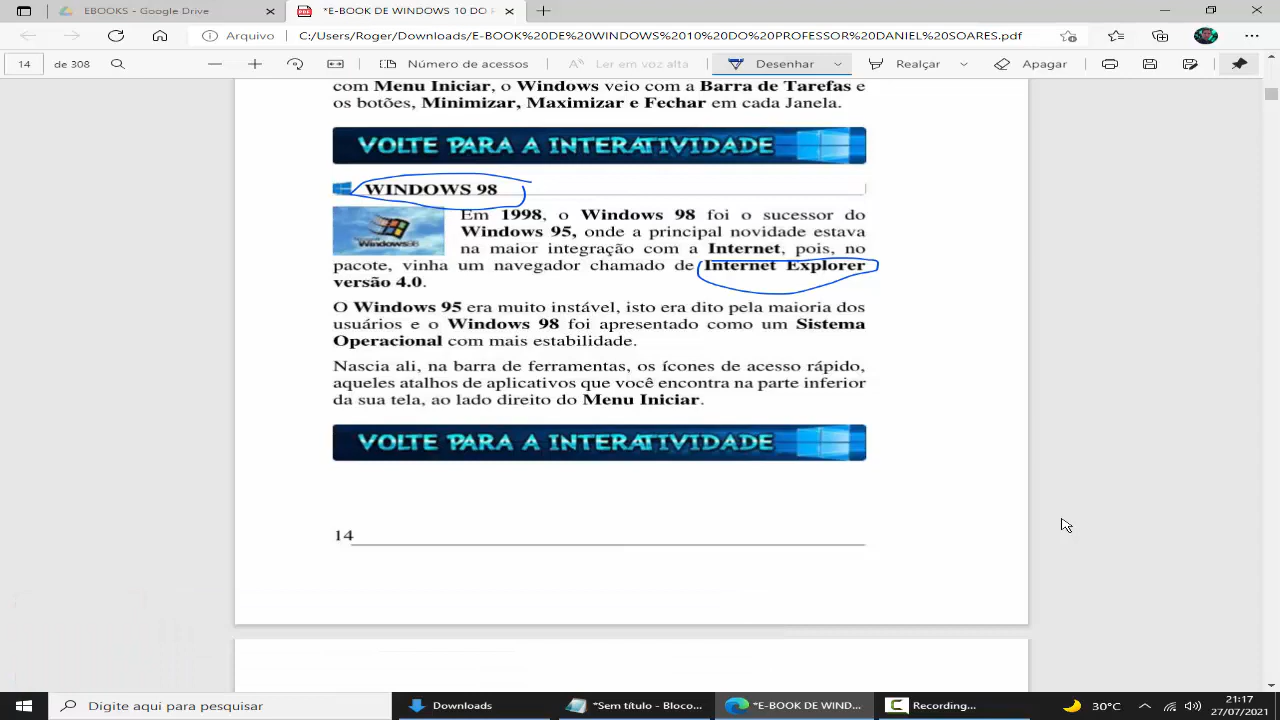 EBOOKS - Google Drive
*E-BOOK DE WINDOWS 10 DO P
Arquivo
C:/Users/Roger/Downloads/E-BOOK%20DE%20WINDOWS%2010%20DO%20PROFESSOR%20DANIEL%20SOARES.pdf
14 de 308
Número de acessos
Ler em voz alta
Desenhar
Realçar
Apagar
com Menu Iniciar, o Windows veio com a Barra de Tarefas e
os botões, Minimizar, Maximizar e Fechar em cada Janela.
VOLTE PARA A INTERATIVIDADE
WINDOWS 98
Windows98
Em 1998, o Windows 98 foi o sucessor do
Windows 95, onde a principal novidade estava
na maior integração com a Internet, pois, no
pacote, vinha um navegador chamado de Internet Explorer
versão 4.0.
O Windows 95 era muito instável, isto era dito pela maioria dos
usuários e o Windows 98 foi apresentado como um Sistema
Operacional com mais estabilidade.
Nascia ali, na barra de ferramentas, os ícones de acesso rápido,
aqueles atalhos de aplicativos que você encontra na parte inferior
da sua tela, ao lado direito do Menu Iniciar.
VOLTE PARA A INTERATIVIDADE
14
Digite aqui para pesquisar
Downloads
*Sem título - Bloco...
*E-BOOK DE WIND...
Recording...
30°C
21:17
27/07/2021